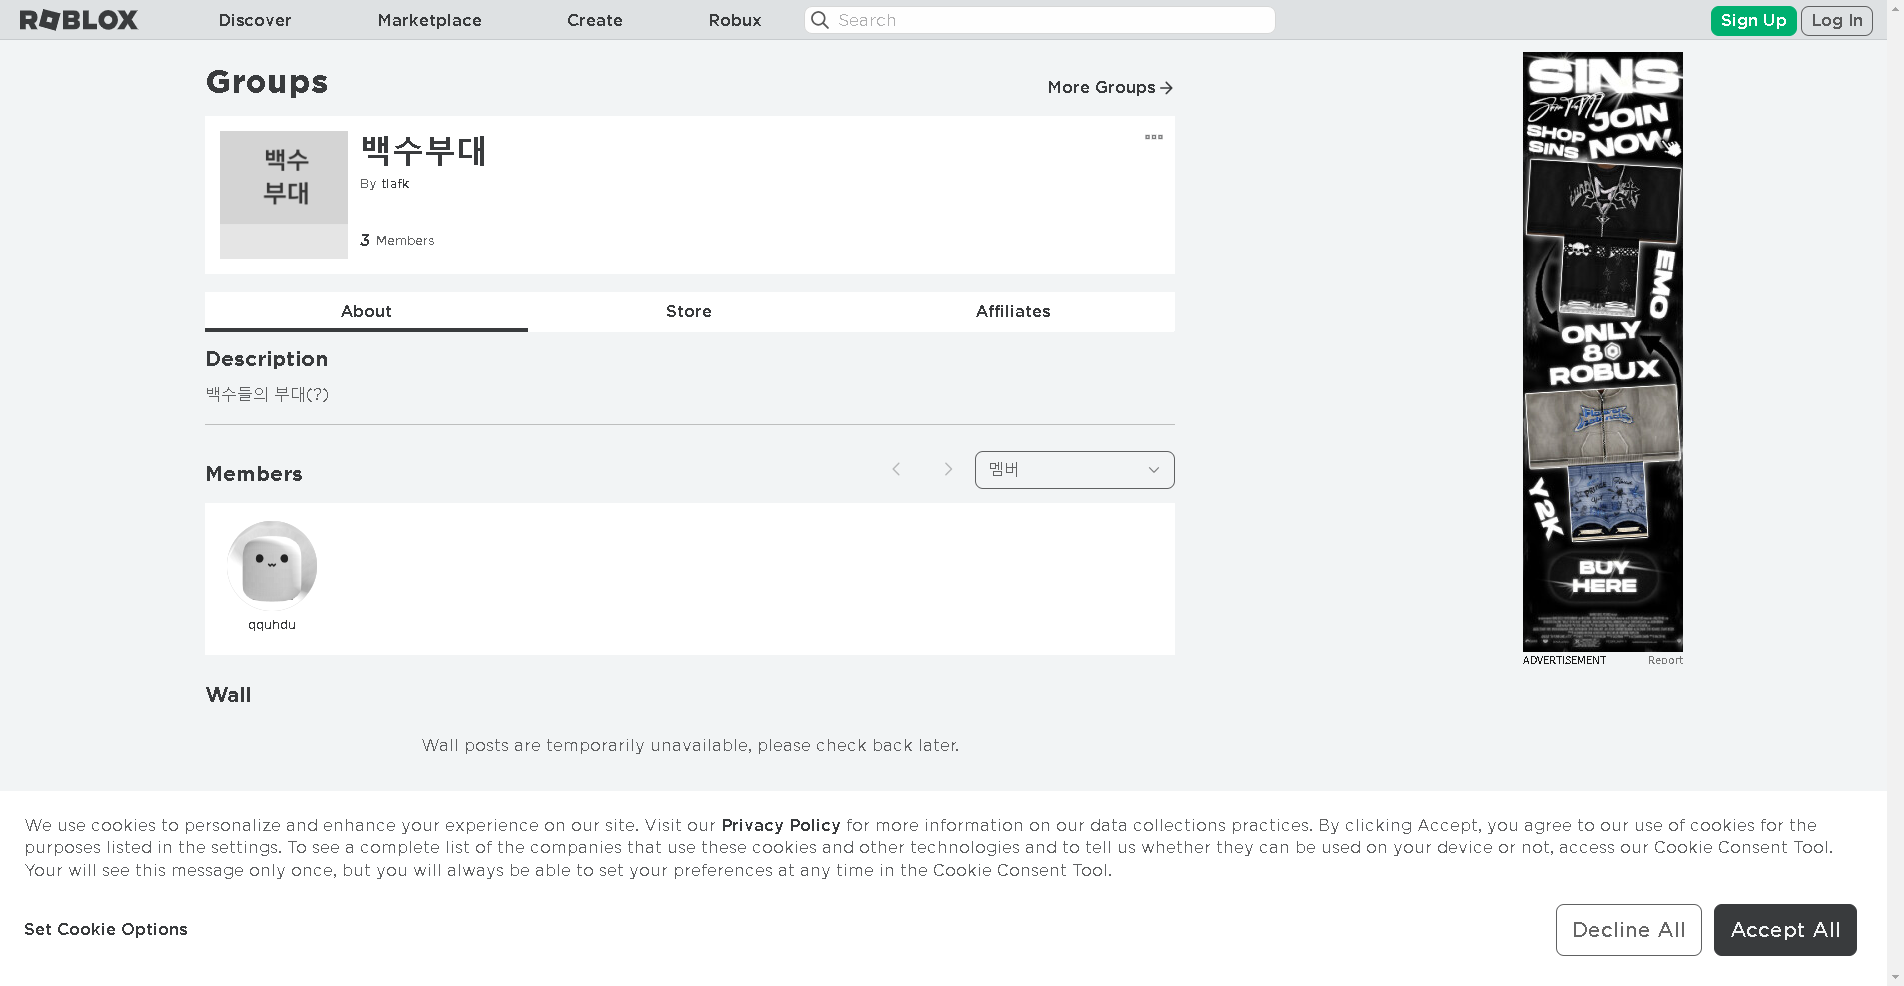 ROBLOX
Discover
Marketplace
Create
Robux
Search
Sign Up
Log In
Groups
More Groups
백수
부대
백수부대
By tlafk
3 Members
About
Store
Affiliates
Description
백수들의 부대(?)
Members
멤버
qquhdu
Wall
Wall posts are temporarily unavailable, please check back later.
SINS
JOIN
NOW
SHOP
SINS
EMO
ONLY
80
ROBUX
Y2K
BUY
HERE
ADVERTISEMENT
Report
We use cookies to personalize and enhance your experience on our site. Visit our Privacy Policy for more information on our data collections practices. By clicking Accept, you agree to our use of cookies for the
purposes listed in the settings. To see a complete list of the companies that use these cookies and other technologies and to tell us whether they can be used on your device or not, access our Cookie Consent Tool.
Your will see this message only once, but you will always be able to set your preferences at any time in the Cookie Consent Tool.
Set Cookie Options
Decline All
Accept All